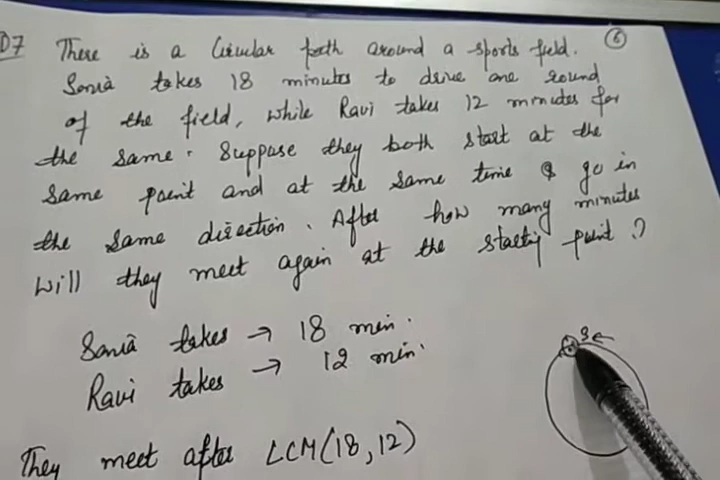 Q7 There is a Circular path around a sports field. 6
Sonia takes 18 minutes to drive one round
of the field, while Ravi takes 12 minutes for
the same. Suppose they both start at the
same point and at the same time & go in
the same direction. After how many minutes
will they meet again at the startig point ?
Sonia takes → 18 min.
Ravi takes → 12 min.
They meet after LCM(18,12)